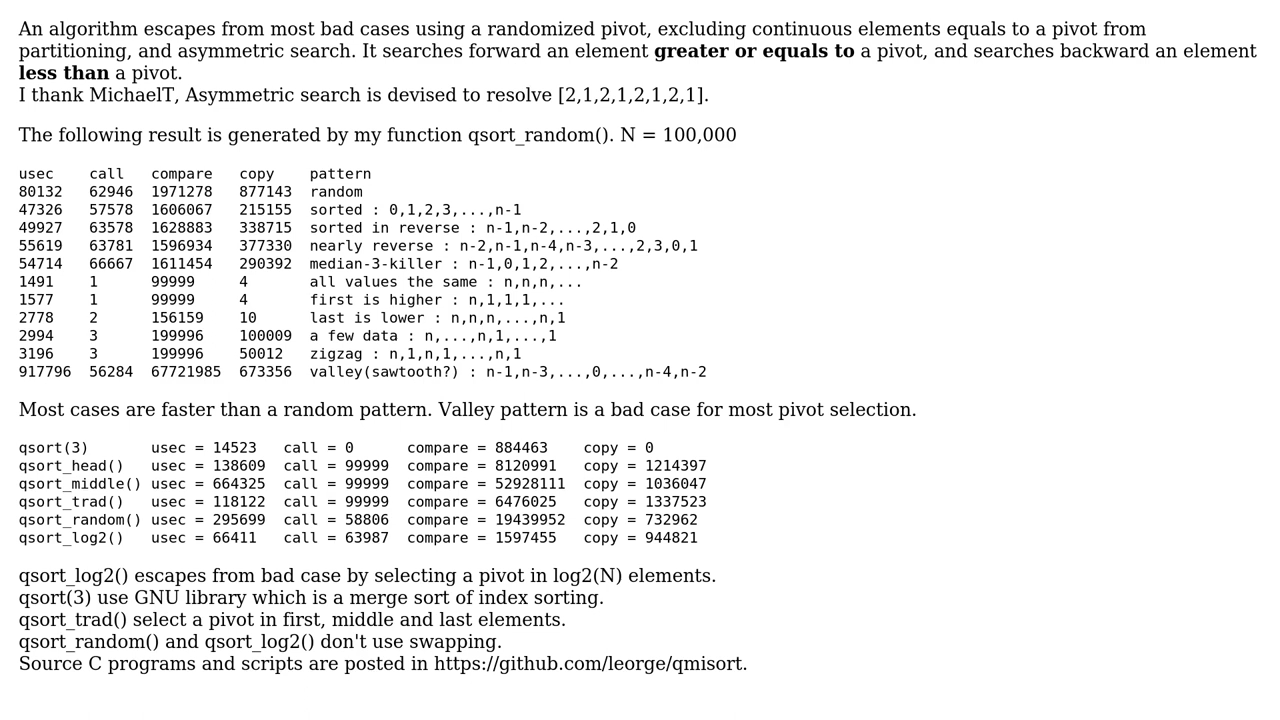 An algorithm escapes from most bad cases using a randomized pivot, excluding continuous elements equals to a pivot from
partitioning, and asymmetric search. It searches forward an element greater or equals to a pivot, and searches backward an element
less than a pivot.
I thank MichaelT, Asymmetric search is devised to resolve [2,1,2,1,2,1,2,1].
The following result is generated by my function qsort_random(). N = 100,000
usec    call   compare   copy    pattern
80132   62946  1971278   877143  random
47326   57578  1606067   215155  sorted : 0,1,2,3,...,n-1
49927   63578  1628883   338715  sorted in reverse : n-1,n-2,...,2,1,0
55619   63781  1596934   377330  nearly reverse : n-2,n-1,n-4,n-3,...,2,3,0,1
54714   66667  1611454   290392  median-3-killer : n-1,0,1,2,...,n-2
1491    1      99999     4       all values the same : n,n,n,...
1577    1      99999     4       first is higher : n,1,1,1,...
2778    2      156159    10      last is lower : n,n,n,...,n,1
2994    3      199996    100009  a few data : n,...,n,1,...,1
3196    3      199996    50012   zigzag : n,1,n,1,...,n,1
917796  56284  67721985  673356  valley(sawtooth?) : n-1,n-3,...,0,...,n-4,n-2
Most cases are faster than a random pattern. Valley pattern is a bad case for most pivot selection.
qsort(3)       usec = 14523   call = 0      compare = 884463    copy = 0
qsort_head()   usec = 138609  call = 99999  compare = 8120991   copy = 1214397
qsort_middle() usec = 664325  call = 99999  compare = 52928111  copy = 1036047
qsort_trad()   usec = 118122  call = 99999  compare = 6476025   copy = 1337523
qsort_random() usec = 295699  call = 58806  compare = 19439952  copy = 732962
qsort_log2()   usec = 66411   call = 63987  compare = 1597455   copy = 944821
qsort_log2() escapes from bad case by selecting a pivot in log2(N) elements.
qsort(3) use GNU library which is a merge sort of index sorting.
qsort_trad() select a pivot in first, middle and last elements.
qsort_random() and qsort_log2() don't use swapping.
Source C programs and scripts are posted in https://github.com/leorge/qmisort.